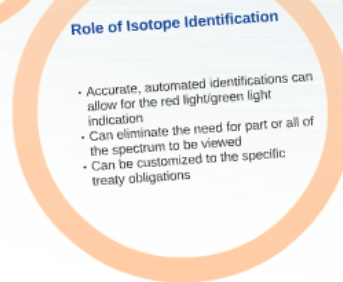 Role of Isotope Identification
• Accurate, automated identifications can
allow for the red light/green light
indication
• Can eliminate the need for part or all of
the spectrum to be viewed
• Can be customized to the specific
treaty obligations